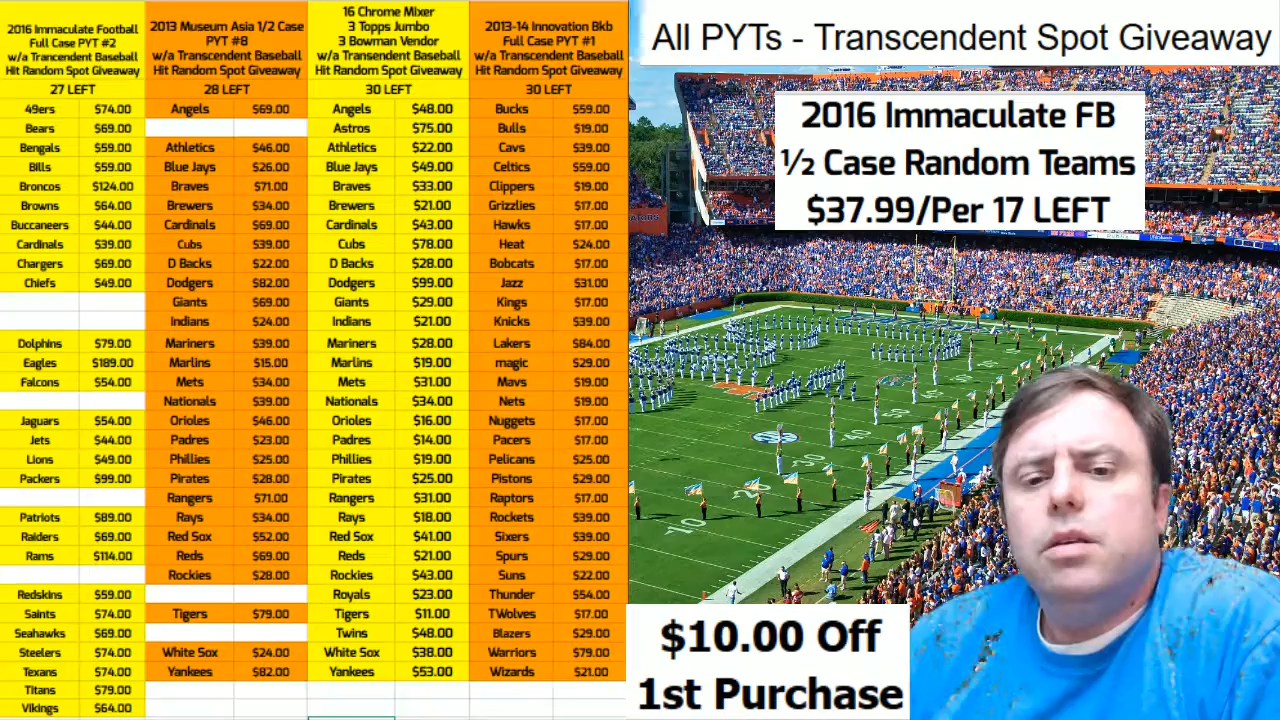 2016 Immaculate Football
Full Case PYT #2
w/a Trancendent Baseball
Hit Random Spot Giveaway
27 LEFT
49ers $74.00
Bears $69.00
Bengals $59.00
Bills $59.00
Broncos $124.00
Browns $64.00
Buccaneers $44.00
Cardinals $39.00
Chargers $69.00
Chiefs $49.00
Dolphins $79.00
Eagles $189.00
Falcons $54.00
Jaguars $54.00
Jets $44.00
Lions $49.00
Packers $99.00
Patriots $89.00
Raiders $69.00
Rams $114.00
Redskins $59.00
Saints $74.00
Seahawks $69.00
Steelers $74.00
Texans $74.00
Titans $79.00
Vikings $64.00
2013 Museum Asia 1/2 Case
PYT #8
w/a Transcendent Baseball
Hit Random Spot Giveaway
28 LEFT
Angels $69.00
Athletics $46.00
Blue Jays $26.00
Braves $71.00
Brewers $34.00
Cardinals $69.00
Cubs $39.00
D Backs $22.00
Dodgers $82.00
Giants $69.00
Indians $24.00
Mariners $39.00
Marlins $15.00
Mets $34.00
Nationals $39.00
Orioles $46.00
Padres $23.00
Phillies $25.00
Pirates $28.00
Rangers $71.00
Rays $34.00
Red Sox $52.00
Reds $69.00
Rockies $28.00
Tigers $79.00
White Sox $24.00
Yankees $82.00
16 Chrome Mixer
3 Topps Jumbo
3 Bowman Vendor
w/a Transendent Baseball
Hit Random Spot Giveaway
30 LEFT
Angels $48.00
Astros $75.00
Athletics $22.00
Blue Jays $49.00
Braves $33.00
Brewers $21.00
Cardinals $43.00
Cubs $78.00
D Backs $28.00
Dodgers $99.00
Giants $29.00
Indians $21.00
Mariners $28.00
Marlins $19.00
Mets $31.00
Nationals $34.00
Orioles $16.00
Padres $14.00
Phillies $19.00
Pirates $25.00
Rangers $31.00
Rays $18.00
Red Sox $41.00
Reds $21.00
Rockies $43.00
Royals $23.00
Tigers $11.00
Twins $48.00
White Sox $38.00
Yankees $53.00
2013-14 Innovation Bkb
Full Case PYT #1
w/a Transcendent Baseball
Hit Random Spot Giveaway
30 LEFT
Bucks $59.00
Bulls $19.00
Cavs $39.00
Celtics $59.00
Clippers $19.00
Grizzlies $17.00
Hawks $17.00
Heat $24.00
Bobcats $17.00
Jazz $31.00
Kings $17.00
Knicks $39.00
Lakers $84.00
magic $29.00
Mavs $19.00
Nets $19.00
Nuggets $17.00
Pacers $17.00
Pelicans $25.00
Pistons $29.00
Raptors $17.00
Rockets $39.00
Sixers $39.00
Spurs $29.00
Suns $22.00
Thunder $54.00
TWolves $17.00
Blazers $29.00
Warriors $79.00
Wizards $21.00
All PYTs - Transcendent Spot Giveaway
2016 Immaculate FB
½ Case Random Teams
$37.99/Per 17 LEFT
$10.00 Off
1st Purchase